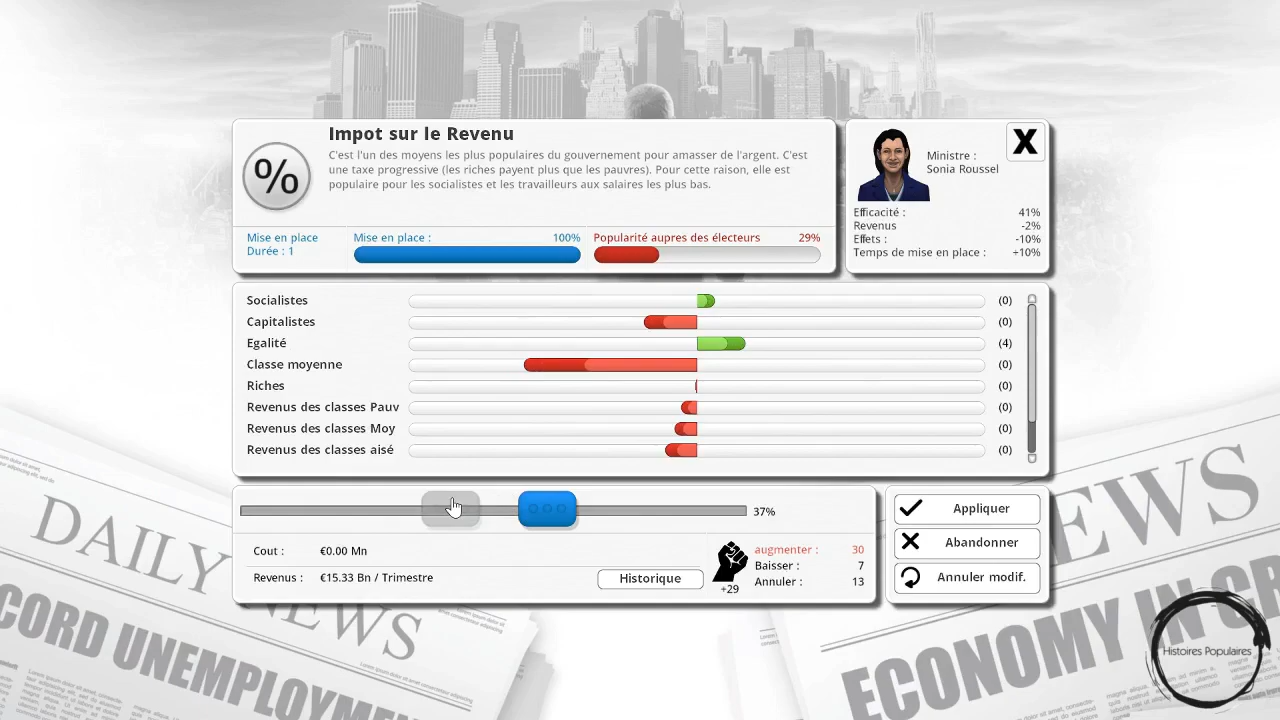 Impot sur le Revenu
C'est l'un des moyens les plus populaires du gouvernement pour amasser de l'argent. C'est
une taxe progressive (les riches payent plus que les pauvres). Pour cette raison, elle est
populaire pour les socialistes et les travailleurs aux salaires les plus bas.
%
Mise en place
Durée : 1
Mise en place : 100%
Popularité aupres des électeurs 29%
X
Ministre :
Sonia Roussel
Efficacité : 41%
Revenus -2%
Effets : -10%
Temps de mise en place : +10%
Socialistes (0)
Capitalistes (0)
Egalité (4)
Classe moyenne (0)
Riches (0)
Revenus des classes Pauv (0)
Revenus des classes Moy (0)
Revenus des classes aisé (0)
37%
Cout : €0.00 Mn
Revenus : €15.33 Bn / Trimestre
Historique
+29
augmenter : 30
Baisser : 7
Annuler : 13
Appliquer
Abandonner
Annuler modif.
DAILY NEWS
CORD UNEMPLOYME
NEWS
ECONOMY IN CR
Histoires Populaires